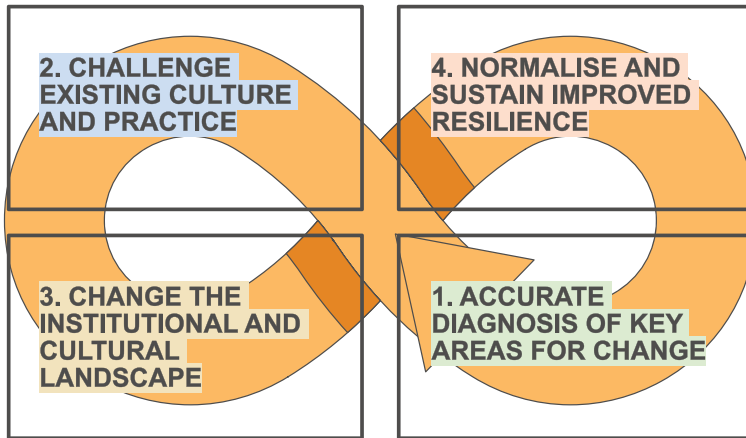 2. CHALLENGE
EXISTING CULTURE
AND PRACTICE
4. NORMALISE AND
SUSTAIN IMPROVED
RESILIENCE
3. CHANGE THE
INSTITUTIONAL AND
CULTURAL
LANDSCAPE
1. ACCURATE
DIAGNOSIS OF KEY
AREAS FOR CHANGE